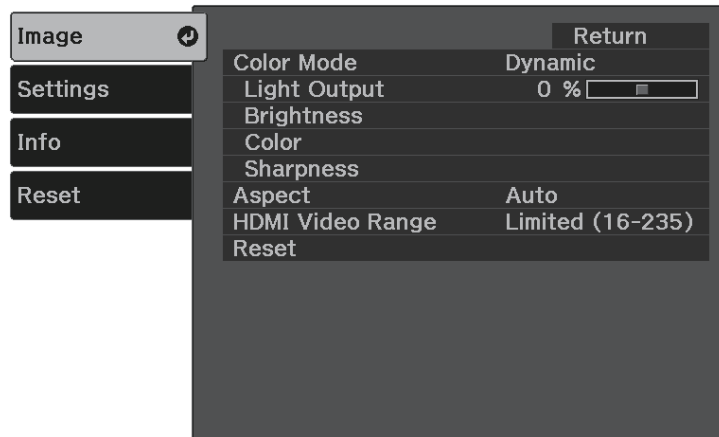 Image
Settings
Info
Reset
Return
Color Mode Dynamic
Light Output 0 %
Brightness
Color
Sharpness
Aspect Auto
HDMI Video Range Limited (16-235)
Reset